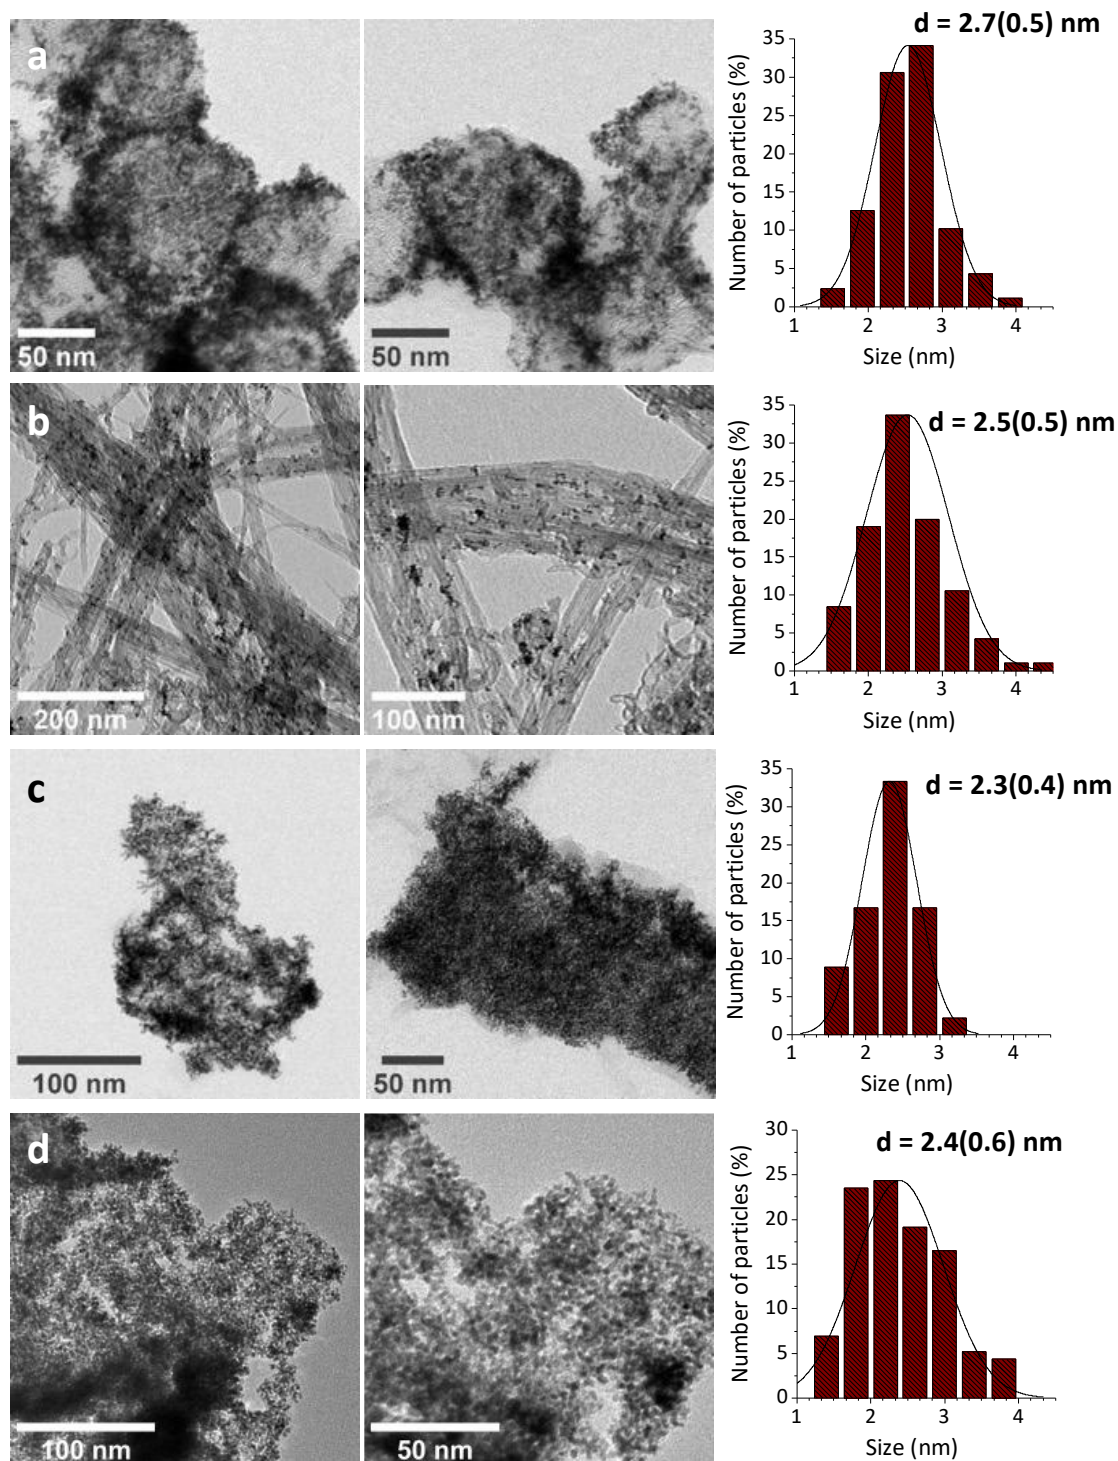 a
50 nm
50 nm
d = 2.7(0.5) nm
Number of particles (%)
35
30
25
20
15
10
5
0
1 2 3 4
Size (nm)
b
200 nm
100 nm
d = 2.5(0.5) nm
Number of particles (%)
35
30
25
20
15
10
5
0
1 2 3 4
Size (nm)
c
100 nm
50 nm
d = 2.3(0.4) nm
Number of particles (%)
35
30
25
20
15
10
5
0
1 2 3 4
Size (nm)
d
100 nm
50 nm
d = 2.4(0.6) nm
Number of particles (%)
30
25
20
15
10
5
0
1 2 3 4
Size (nm)